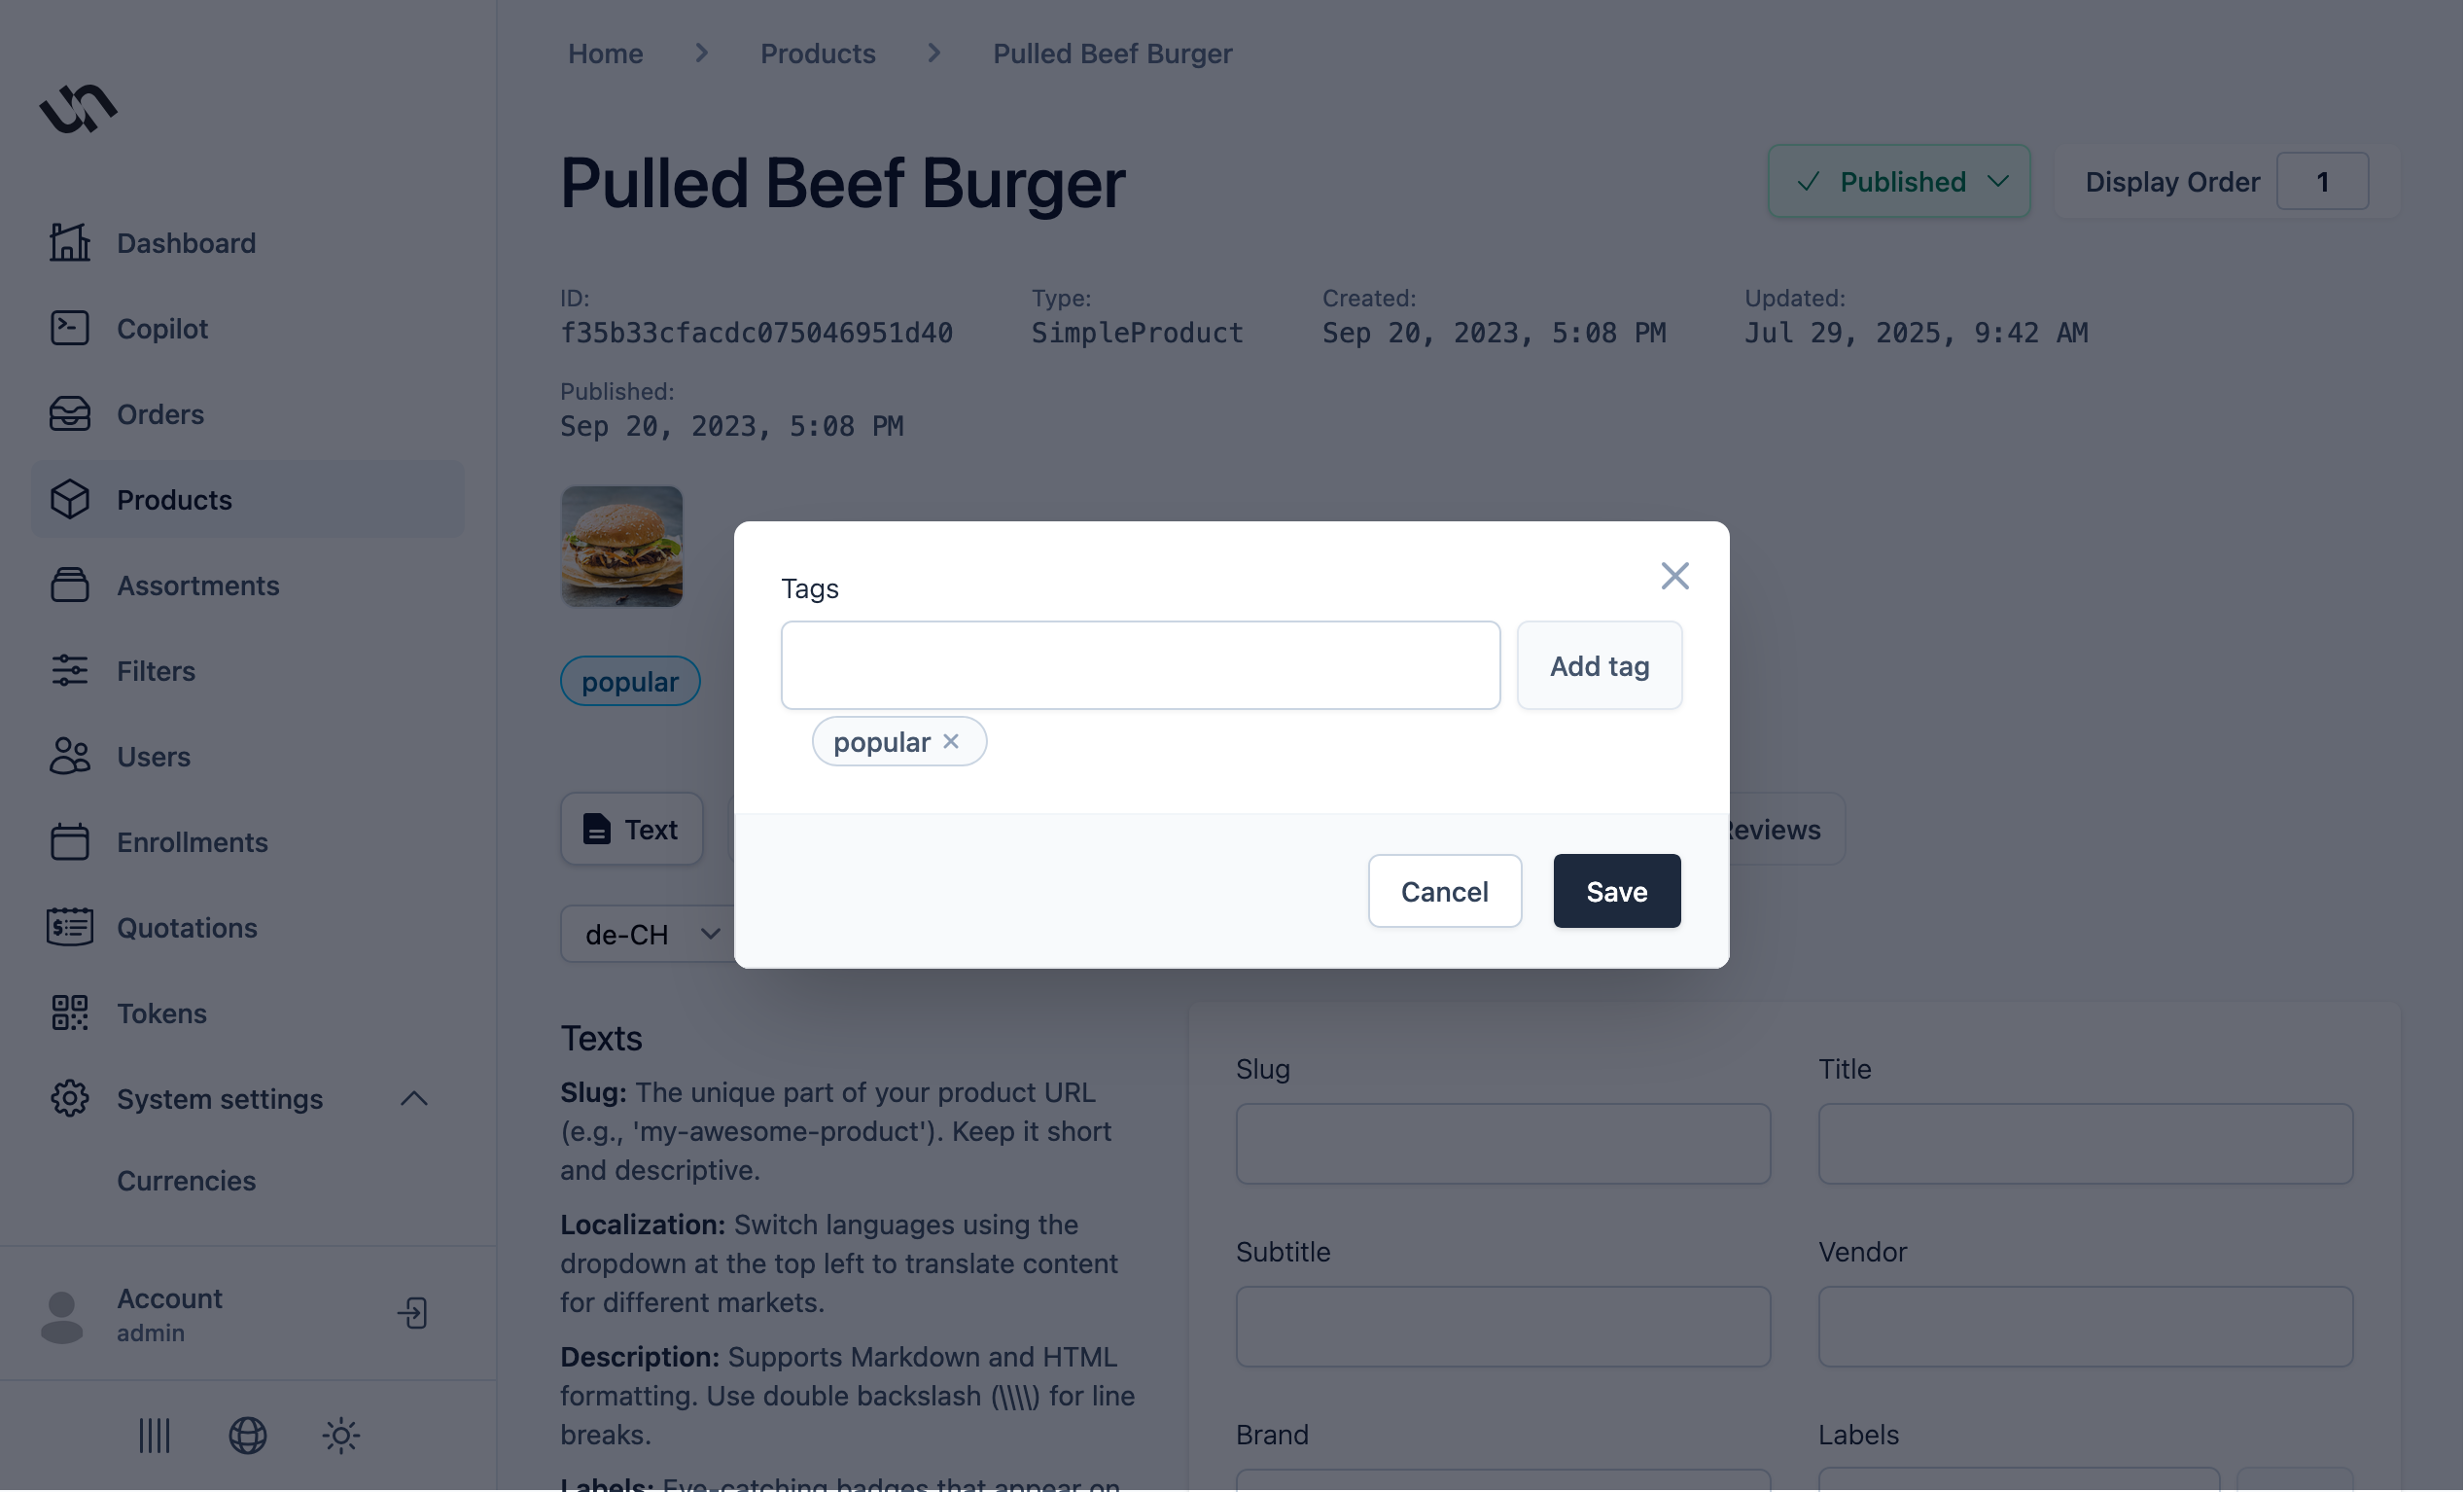 Home
Products
Pulled Beef Burger
Dashboard
Copilot
Orders
Products
Assortments
Filters
Users
Enrollments
Quotations
Tokens
System settings
Currencies
Account
admin
Pulled Beef Burger
Published
Display Order
1
ID:
f35b33cfacdc075046951d40
Type:
SimpleProduct
Created:
Sep 20, 2023, 5:08 PM
Updated:
Jul 29, 2025, 9:42 AM
Published:
Sep 20, 2023, 5:08 PM
popular
Tags
Add tag
popular
Cancel
Save
Text
Reviews
de-CH
Texts
Slug: The unique part of your product URL
(e.g., 'my-awesome-product'). Keep it short
and descriptive.
Localization: Switch languages using the
dropdown at the top left to translate content
for different markets.
Description: Supports Markdown and HTML
formatting. Use double backslash (\\\\) for line
breaks.
Labels: Eye-catching badges that appear on
Slug
Title
Subtitle
Vendor
Brand
Labels